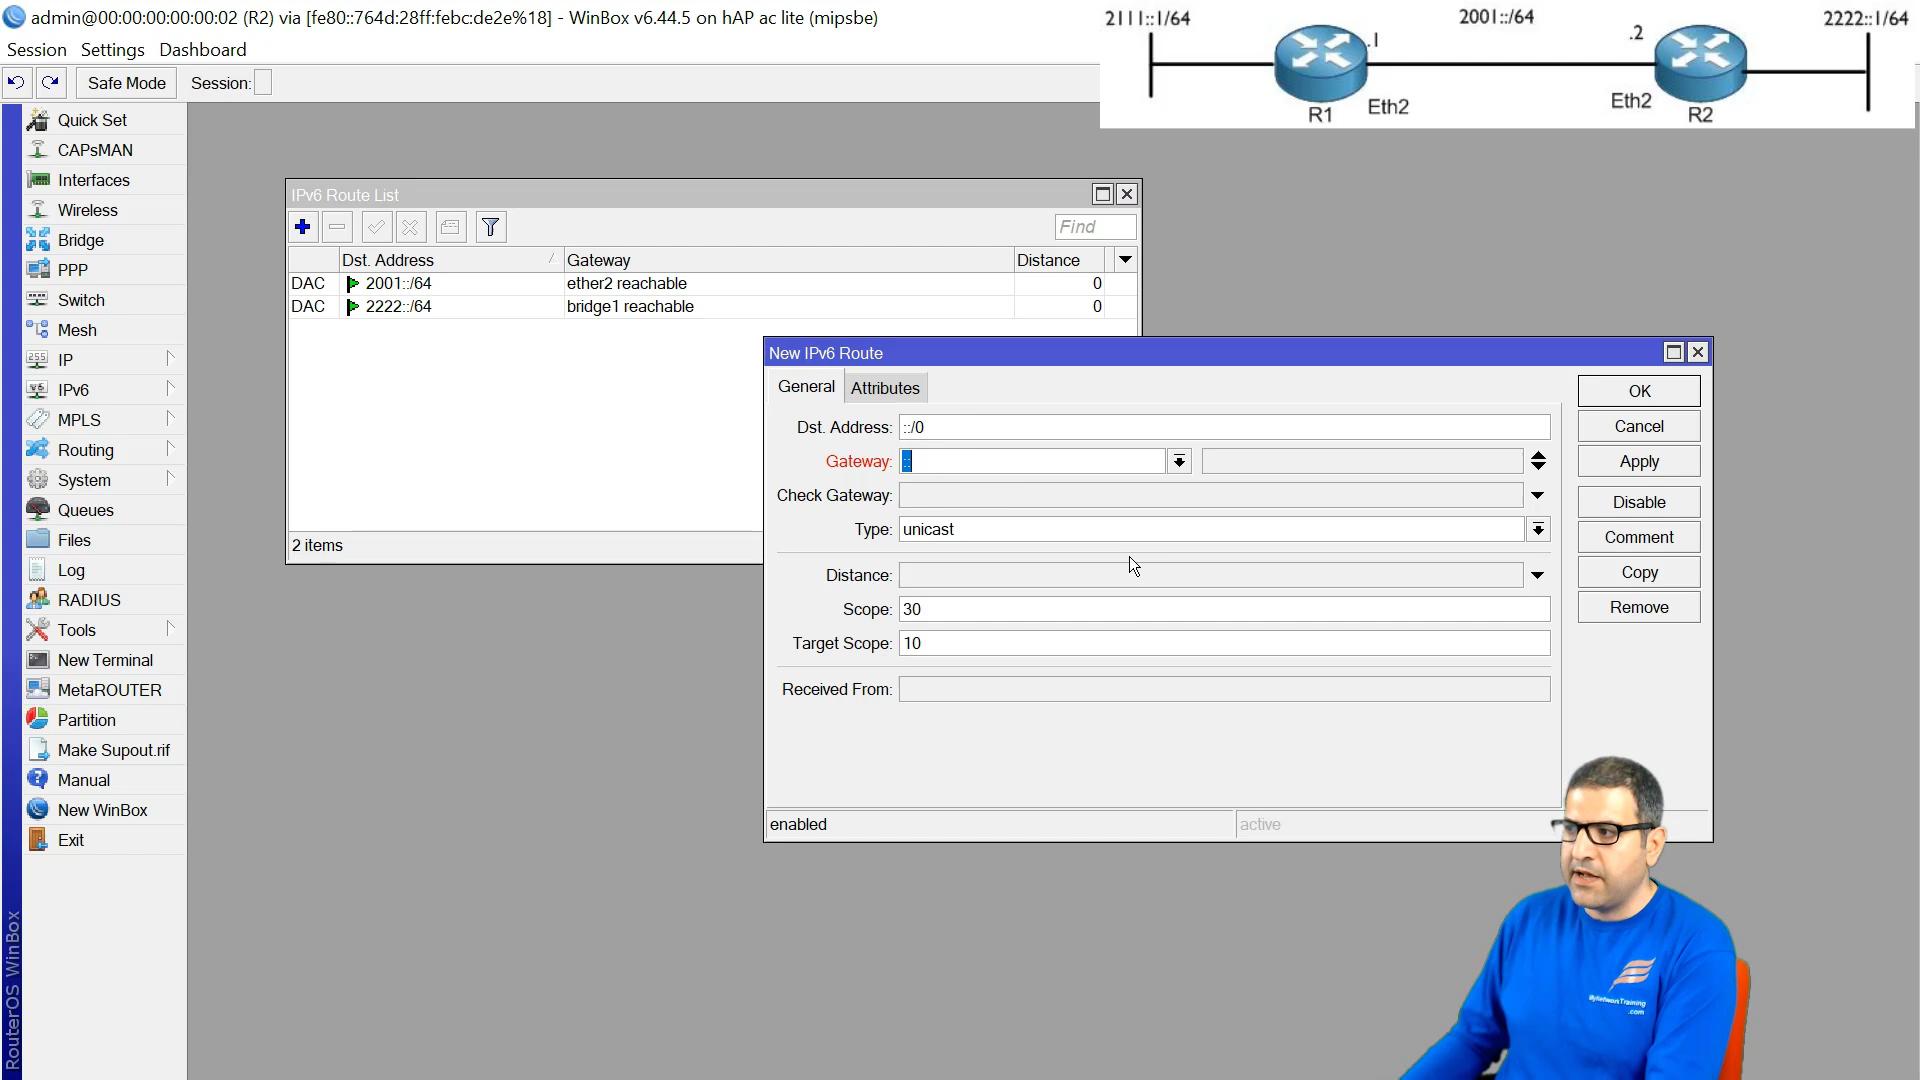 admin@00:00:00:00:00:02 (R2) via [fe80::764d:28ff:febc:de2e%18] - WinBox v6.44.5 on hAP ac lite (mipsbe)
Session Settings Dashboard
Safe Mode Session:
2111::1/64 2001::/64 2222::1/64
.1 .2
Eth2 Eth2
R1 R2
Quick Set
CAPsMAN
Interfaces
Wireless
Bridge
PPP
Switch
Mesh
IP
IPv6
MPLS
Routing
System
Queues
Files
Log
RADIUS
Tools
New Terminal
MetaROUTER
Partition
Make Supout.rif
Manual
New WinBox
Exit
RouterOS WinBox
IPv6 Route List
Find
Dst. Address Gateway Distance
DAC 2001::/64 ether2 reachable 0
DAC 2222::/64 bridge1 reachable 0
2 items
New IPv6 Route
General Attributes
Dst. Address: ::/0
Gateway: ::
Check Gateway:
Type: unicast
Distance:
Scope: 30
Target Scope: 10
Received From:
enabled active
OK
Cancel
Apply
Disable
Comment
Copy
Remove
MyNetworkTraining
.com